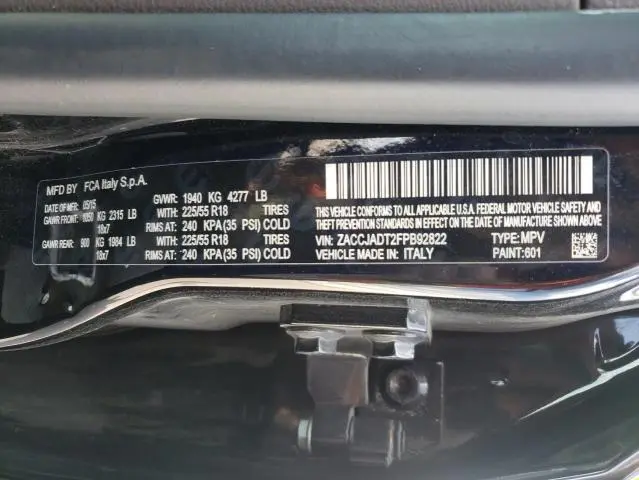 MFD BY FCA Italy S.p.A.
DATE OF MFD: 05/15 GVWR: 1940 KG 4277 LB
GAWR FRONT: 1050 KG 2315 LB WITH: 225/55 R18 TIRES
18x7 RIMS AT: 240 KPA (35 PSI) COLD
GAWR REAR: 900 KG 1984 LB WITH: 225/55 R18 TIRES
18x7 RIMS AT: 240 KPA (35 PSI) COLD
THIS VEHICLE CONFORMS TO ALL APPLICABLE U.S.A. FEDERAL MOTOR
VEHICLE SAFETY, BUMPER, AND THEFT PREVENTION STANDARDS
IN EFFECT ON THE DATE OF MANUFACTURE SHOWN ABOVE.
VIN: ZACCJADT2FPB92822 TYPE: MPV
VEHICLE MADE IN: ITALY PAINT: 601